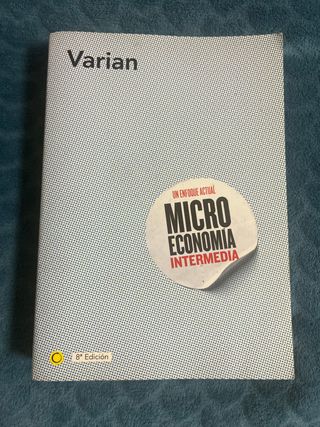 Varian
UN ENFOQUE ACTUAL
MICRO
ECONOMÍA
INTERMEDIA
8ª Edición